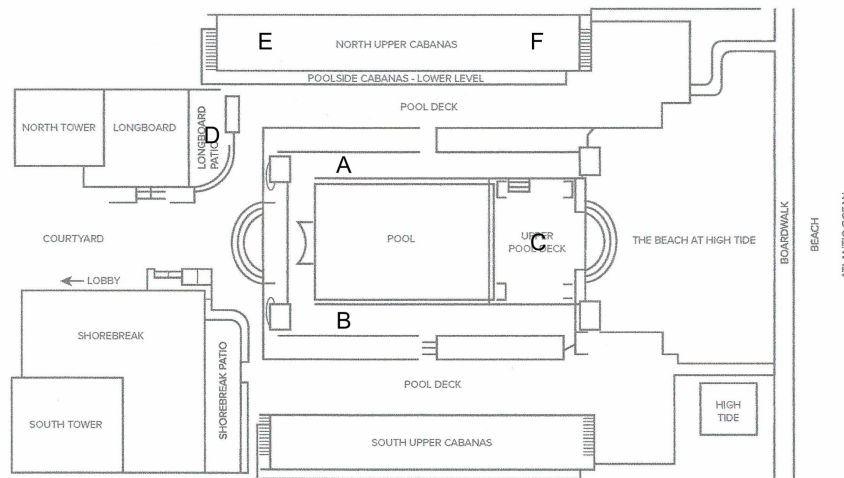 E
NORTH UPPER CABANAS
F
POOLSIDE CABANAS - LOWER LEVEL
POOL DECK
NORTH TOWER
LONGBOARD
LONGBOARD
PATIO
D
A
COURTYARD
POOL
UPPER
POOL DECK
C
THE BEACH AT HIGH TIDE
BOARDWALK
BEACH
ATLANTIC OCEAN
LOBBY
B
SHOREBREAK
SHOREBREAK PATIO
POOL DECK
SOUTH TOWER
SOUTH UPPER CABANAS
HIGH
TIDE